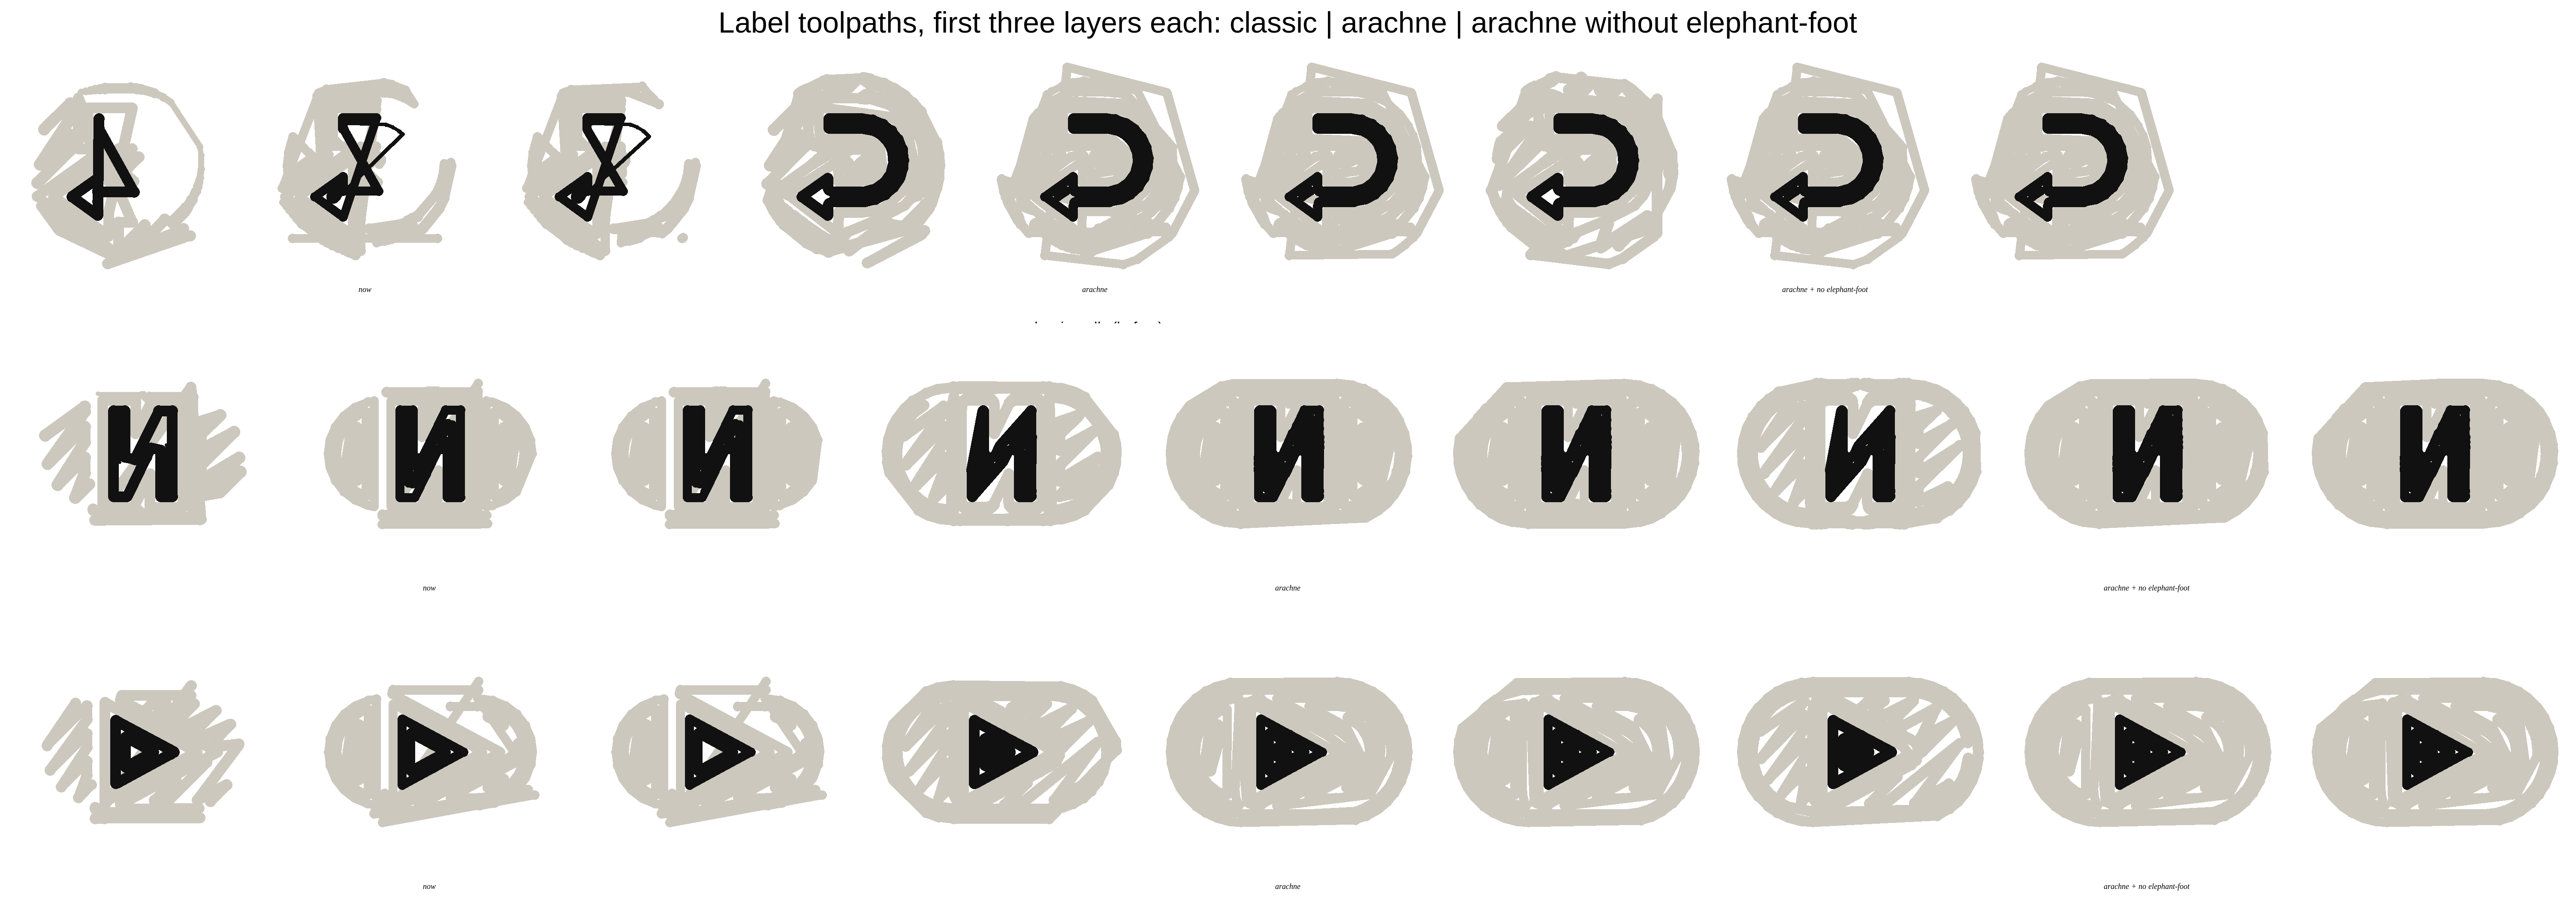 Label toolpaths, first three layers each: classic | arachne | arachne without elephant-foot
now arachne arachne + no elephant-foot
И И И И И И И И И
now arachne arachne + no elephant-foot
now arachne arachne + no elephant-foot